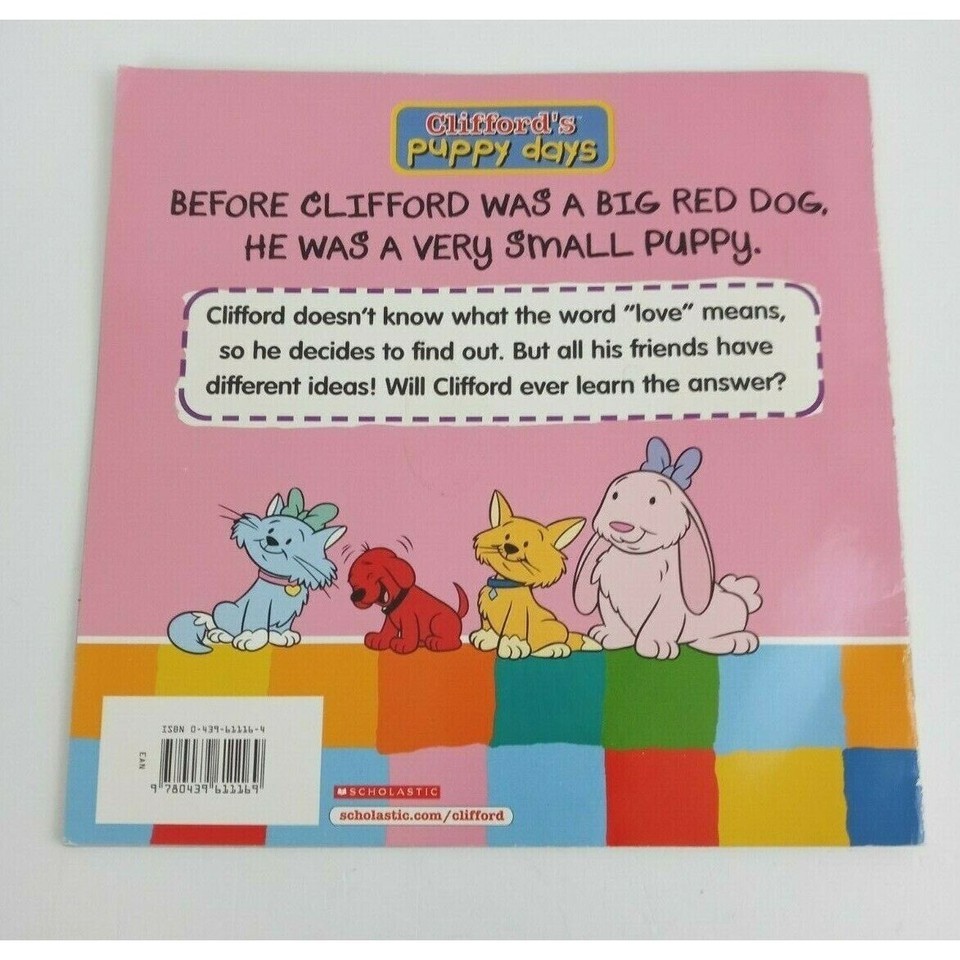 Clifford's™
puppy days
BEFORE CLIFFORD WAS A BIG RED DOG,
HE WAS A VERY SMALL PUPPY.
Clifford doesn't know what the word "love" means,
so he decides to find out. But all his friends have
different ideas! Will Clifford ever learn the answer?
ISBN 0-439-61116-4
EAN
9 780439 611169
SCHOLASTIC
scholastic.com/clifford